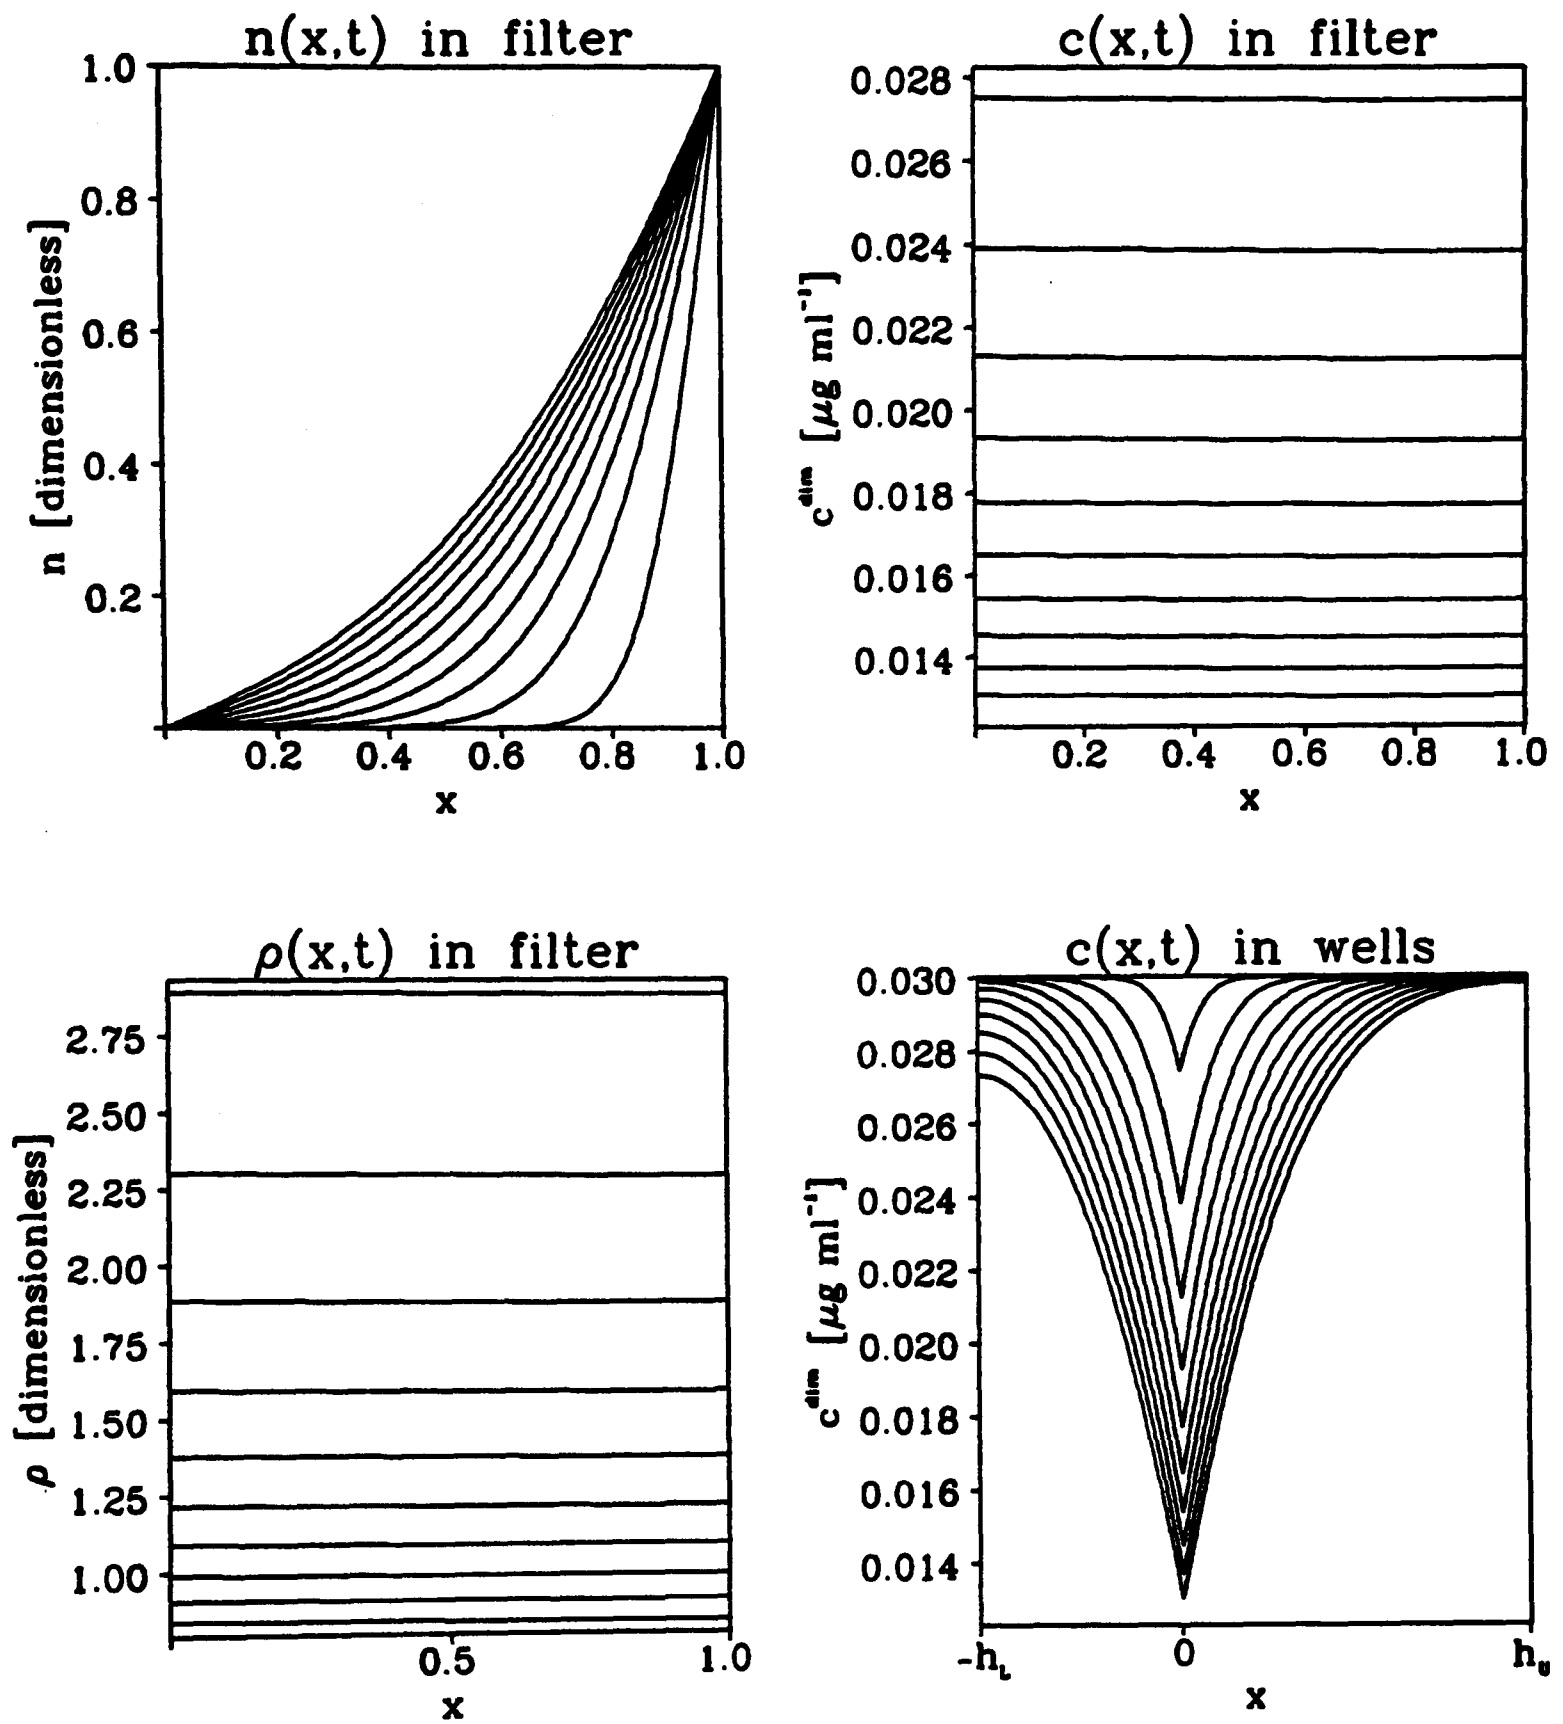 n(x,t) in filter
1.0
0.8
0.6
0.4
0.2
n [dimensionless]
0.2 0.4 0.6 0.8 1.0
x
c(x,t) in filter
0.028
0.026
0.024
0.022
0.020
0.018
0.016
0.014
c^dim [μg ml⁻¹]
0.2 0.4 0.6 0.8 1.0
x
ρ(x,t) in filter
2.75
2.50
2.25
2.00
1.75
1.50
1.25
1.00
ρ [dimensionless]
0.5 1.0
x
c(x,t) in wells
0.030
0.028
0.026
0.024
0.022
0.020
0.018
0.016
0.014
c^dim [μg ml⁻¹]
-h_L 0 h_U
x